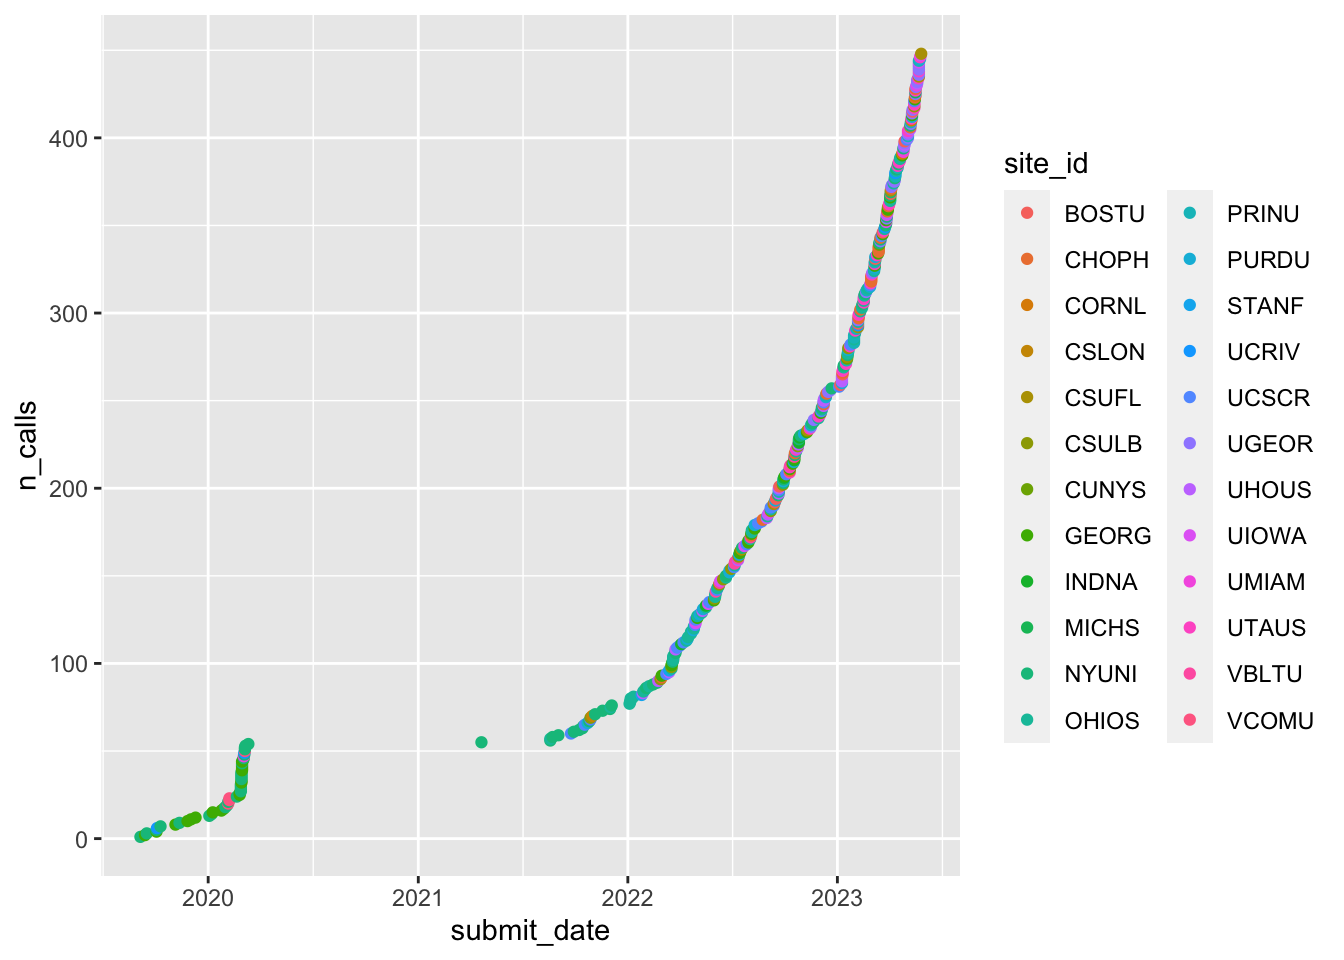 400
300
200
100
0
n_calls
2020 2021 2022 2023
submit_date
site_id
BOSTU PRINU
CHOPH PURDU
CORNL STANF
CSLON UCRIV
CSUFL UCSCR
CSULB UGEOR
CUNYS UHOUS
GEORG UIOWA
INDNA UMIAM
MICHS UTAUS
NYUNI VBLTU
OHIOS VCOMU